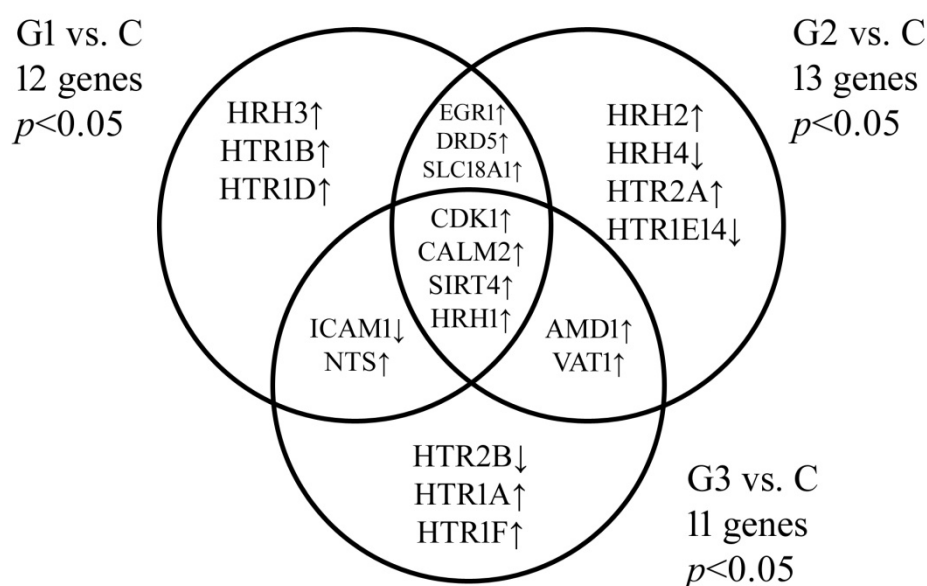 G1 vs. C
12 genes
p<0.05
G2 vs. C
13 genes
p<0.05
HRH3↑
HTR1B↑
HTR1D↑
EGR1↑
DRD5↑
SLC18A1↑
HRH2↑
HRH4↓
HTR2A↑
HTR1E14↓
CDK1↑
CALM2↑
SIRT4↑
HRH1↑
ICAM1↓
NTS↑
AMD1↑
VAT1↑
HTR2B↓
HTR1A↑
HTR1F↑
G3 vs. C
11 genes
p<0.05